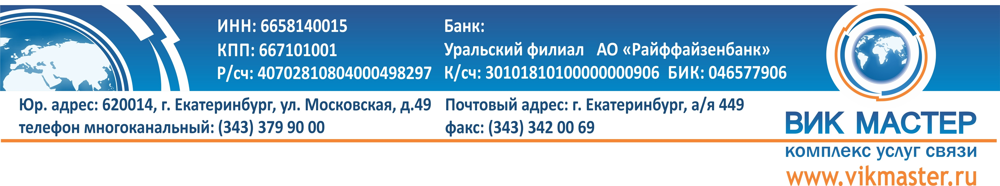 ИНН: 6658140015
КПП: 667101001
Р/сч: 40702810804000498297
Банк:
Уральский филиал АО «Райффайзенбанк»
К/сч: 30101810100000000906 БИК: 046577906
Юр. адрес: 620014, г. Екатеринбург, ул. Московская, д.49
телефон многоканальный: (343) 379 90 00
Почтовый адрес: г. Екатеринбург, а/я 449
факс: (343) 342 00 69
ВИК МАСТЕР
комплекс услуг связи
www.vikmaster.ru